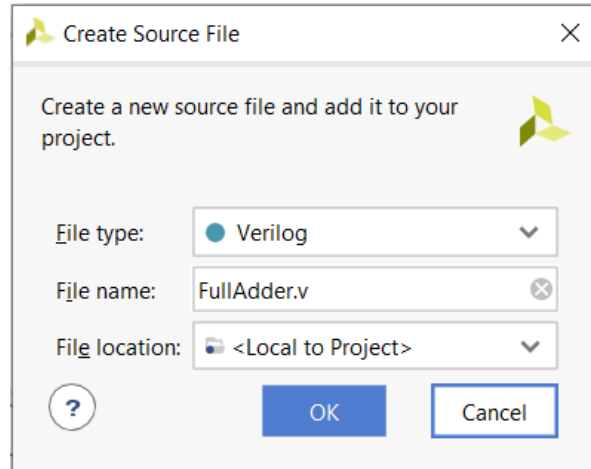 Create Source File
Create a new source file and add it to your
project.
File type: Verilog
File name: FullAdder.v
File location: <Local to Project>
? OK Cancel